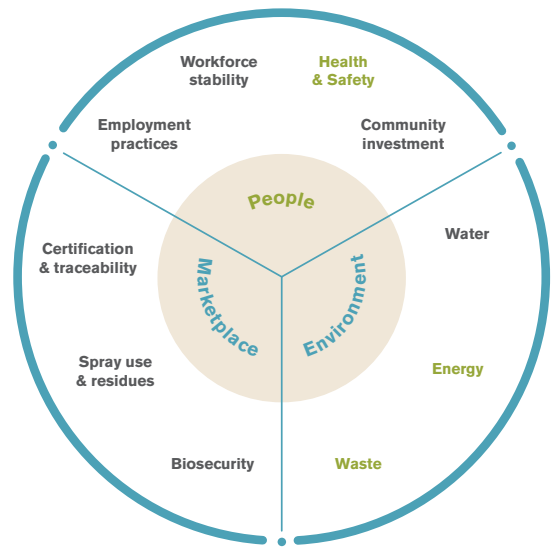 Workforce
stability
Health
& Safety
Employment
practices
Community
investment
People
Certification
& traceability
Marketplace
Environment
Water
Spray use
& residues
Energy
Biosecurity
Waste